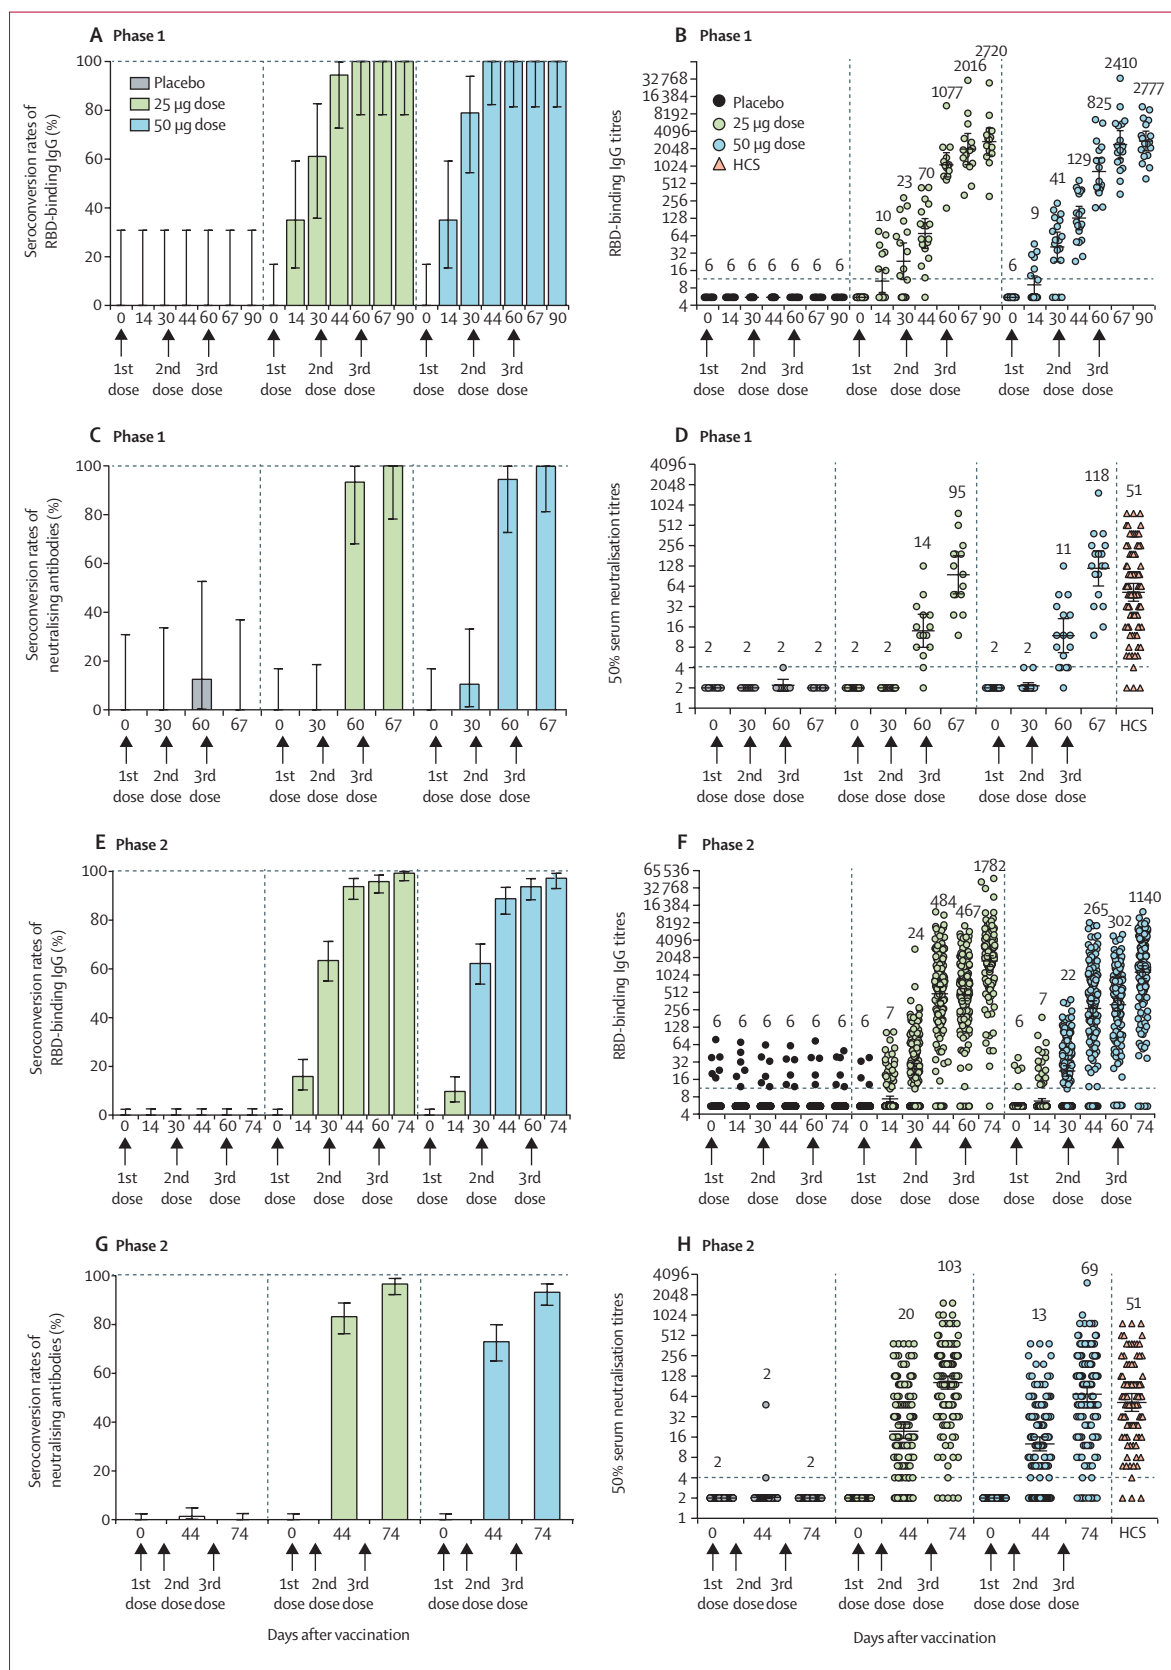 A Phase 1
Seroconversion rates of
RBD-binding IgG (%)
100
80
60
40
20
0
Placebo
25 µg dose
50 µg dose
0 14 30 44 60 67 90 0 14 30 44 60 67 90 0 14 30 44 60 67 90
1st dose 2nd dose 3rd dose 1st dose 2nd dose 3rd dose 1st dose 2nd dose 3rd dose
B Phase 1
RBD-binding IgG titres
32 768
16 384
8192
4096
2048
1024
512
256
128
64
32
16
8
4
Placebo
25 µg dose
50 µg dose
HCS
6 6 6 6 6 6 6 10 23 70 1077 2016 2720 6 9 41 129 825 2410 2777
0 14 30 44 60 67 90 0 14 30 44 60 67 90 0 14 30 44 60 67 90
1st dose 2nd dose 3rd dose 1st dose 2nd dose 3rd dose 1st dose 2nd dose 3rd dose
C Phase 1
Seroconversion rates of
neutralising antibodies (%)
100
80
60
40
20
0
0 30 60 67 0 30 60 67 0 30 60 67
1st dose 2nd dose 3rd dose 1st dose 2nd dose 3rd dose 1st dose 2nd dose 3rd dose
D Phase 1
50% serum neutralisation titres
4096
2048
1024
512
256
128
64
32
16
8
4
2
1
2 2 2 2 2 2 14 95 2 2 11 118 51
0 30 60 67 0 30 60 67 0 30 60 67 HCS
1st dose 2nd dose 3rd dose 1st dose 2nd dose 3rd dose 1st dose 2nd dose 3rd dose
E Phase 2
Seroconversion rates of
RBD-binding IgG (%)
100
80
60
40
20
0
0 14 30 44 60 74 0 14 30 44 60 74 0 14 30 44 60 74
1st dose 2nd dose 3rd dose 1st dose 2nd dose 3rd dose 1st dose 2nd dose 3rd dose
F Phase 2
RBD-binding IgG titres
65 536
32 768
16 384
8192
4096
2048
1024
512
256
128
64
32
16
8
4
6 6 6 6 6 6 6 7 24 484 467 1782 6 7 22 265 302 1140
0 14 30 44 60 74 0 14 30 44 60 74 0 14 30 44 60 74
1st dose 2nd dose 3rd dose 1st dose 2nd dose 3rd dose 1st dose 2nd dose 3rd dose
G Phase 2
Seroconversion rates of
neutralising antibodies (%)
100
80
60
40
20
0
0 44 74 0 44 74 0 44 74
1st dose 2nd dose 3rd dose 1st dose 2nd dose 3rd dose 1st dose 2nd dose 3rd dose
Days after vaccination
H Phase 2
50% serum neutralisation titres
4096
2048
1024
512
256
128
64
32
16
8
4
2
1
2 2 2 20 103 13 69 51
0 44 74 0 44 74 0 44 74 HCS
1st dose 2nd dose 3rd dose 1st dose 2nd dose 3rd dose 1st dose 2nd dose 3rd dose
Days after vaccination